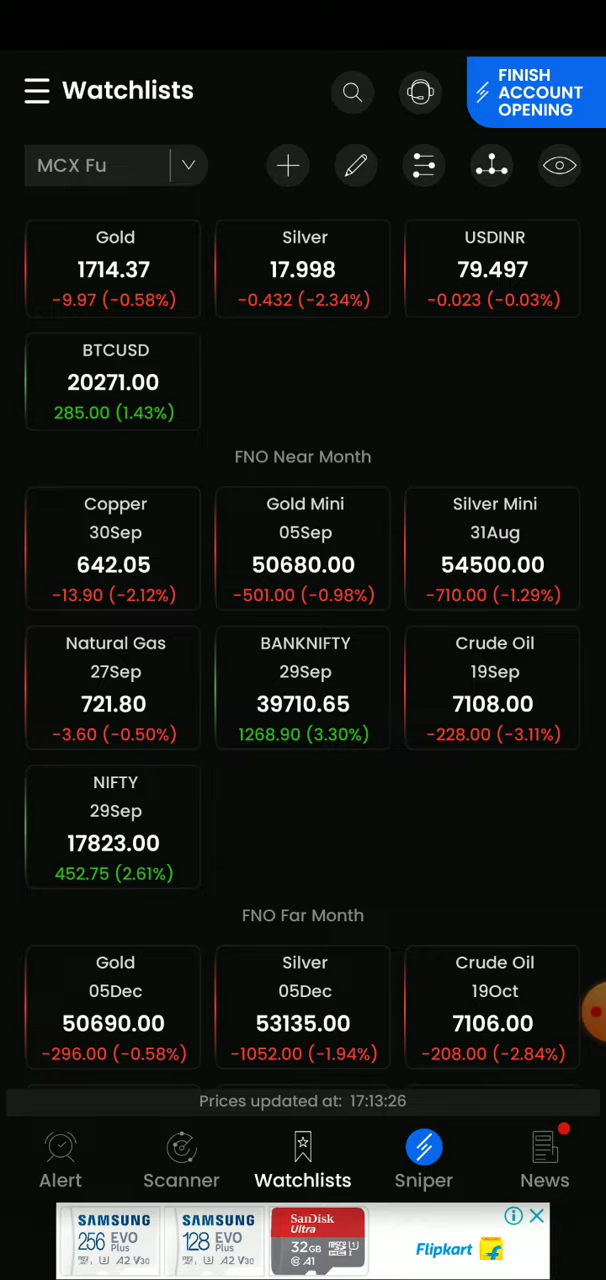 Watchlists
FINISH
ACCOUNT
OPENING
MCX Fu
Gold
1714.37
-9.97 (-0.58%)
Silver
17.998
-0.432 (-2.34%)
USDINR
79.497
-0.023 (-0.03%)
BTCUSD
20271.00
285.00 (1.43%)
FNO Near Month
Copper
30Sep
642.05
-13.90 (-2.12%)
Gold Mini
05Sep
50680.00
-501.00 (-0.98%)
Silver Mini
31Aug
54500.00
-710.00 (-1.29%)
Natural Gas
27Sep
721.80
-3.60 (-0.50%)
BANKNIFTY
29Sep
39710.65
1268.90 (3.30%)
Crude Oil
19Sep
7108.00
-228.00 (-3.11%)
NIFTY
29Sep
17823.00
452.75 (2.61%)
FNO Far Month
Gold
05Dec
50690.00
-296.00 (-0.58%)
Silver
05Dec
53135.00
-1052.00 (-1.94%)
Crude Oil
19Oct
7106.00
-208.00 (-2.84%)
Prices updated at: 17:13:26
Alert
Scanner
Watchlists
Sniper
News
SAMSUNG
256 EVO Plus
A2 V30
SAMSUNG
128 EVO Plus
A2 V30
SanDisk
Ultra
32GB
A1
Flipkart